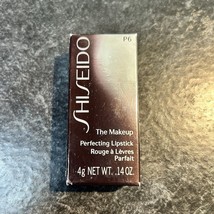 P6
SHISEIDO
The Makeup
Perfecting Lipstick
Rouge à Lèvres
Parfait
4g NET WT. .14 OZ.